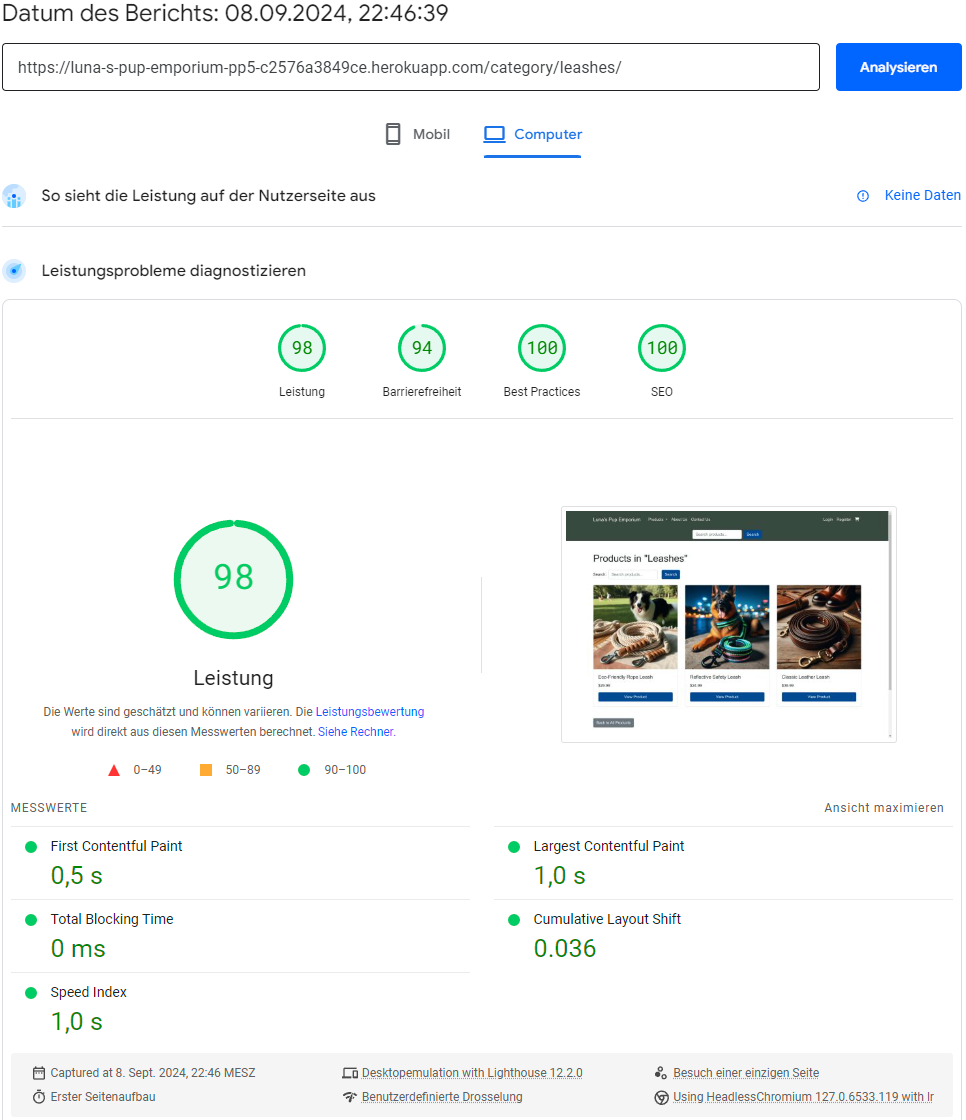 Datum des Berichts: 08.09.2024, 22:46:39
https://luna-s-pup-emporium-pp5-c2576a3849ce.herokuapp.com/category/leashes/
Analysieren
Mobil
Computer
So sieht die Leistung auf der Nutzerseite aus
Keine Daten
Leistungsprobleme diagnostizieren
98
94
100
100
Leistung
Barrierefreiheit
Best Practices
SEO
98
Leistung
Die Werte sind geschätzt und können variieren. Die Leistungsbewertung
wird direkt aus diesen Messwerten berechnet. Siehe Rechner.
0–49
50–89
90–100
Luna's Pup Emporium Products About Us Contact Us Login Register
Search products... Search
Products in "Leashes"
Search Search products... Search
Eco-Friendly Rope Leash
Reflective Safety Leash
Classic Leather Leash
View Product
View Product
View Product
Back to All Products
MESSWERTE
Ansicht maximieren
First Contentful Paint
0,5 s
Largest Contentful Paint
1,0 s
Total Blocking Time
0 ms
Cumulative Layout Shift
0.036
Speed Index
1,0 s
Captured at 8. Sept. 2024, 22:46 MESZ
Desktopemulation with Lighthouse 12.2.0
Besuch einer einzigen Seite
Erster Seitenaufbau
Benutzerdefinierte Drosselung
Using HeadlessChromium 127.0.6533.119 with lr